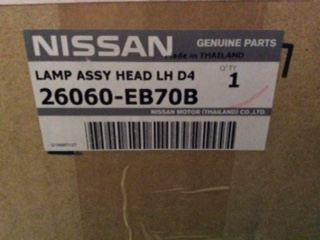 NISSAN GENUINE PARTS
Made in THAILAND
LAMP ASSY HEAD LH D4 Q'TY
26060-EB70B 1
NISSAN MOTOR (THAILAND) CO.,LTD.